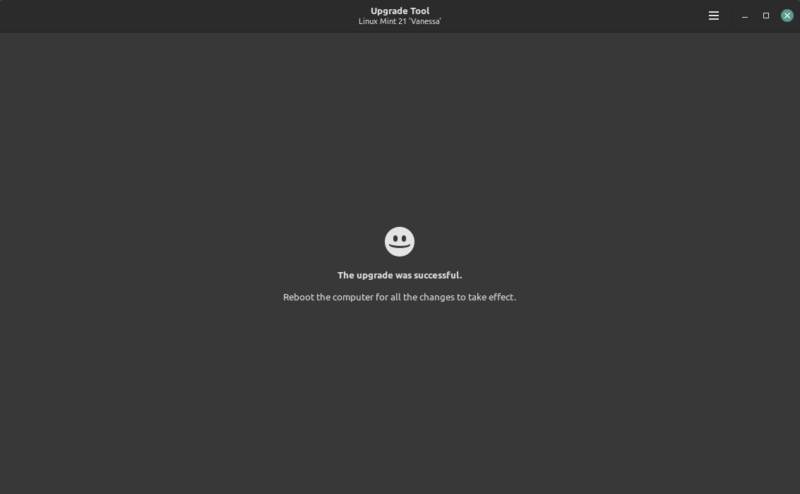 Upgrade Tool
Linux Mint 21 'Vanessa'
The upgrade was successful.
Reboot the computer for all the changes to take effect.